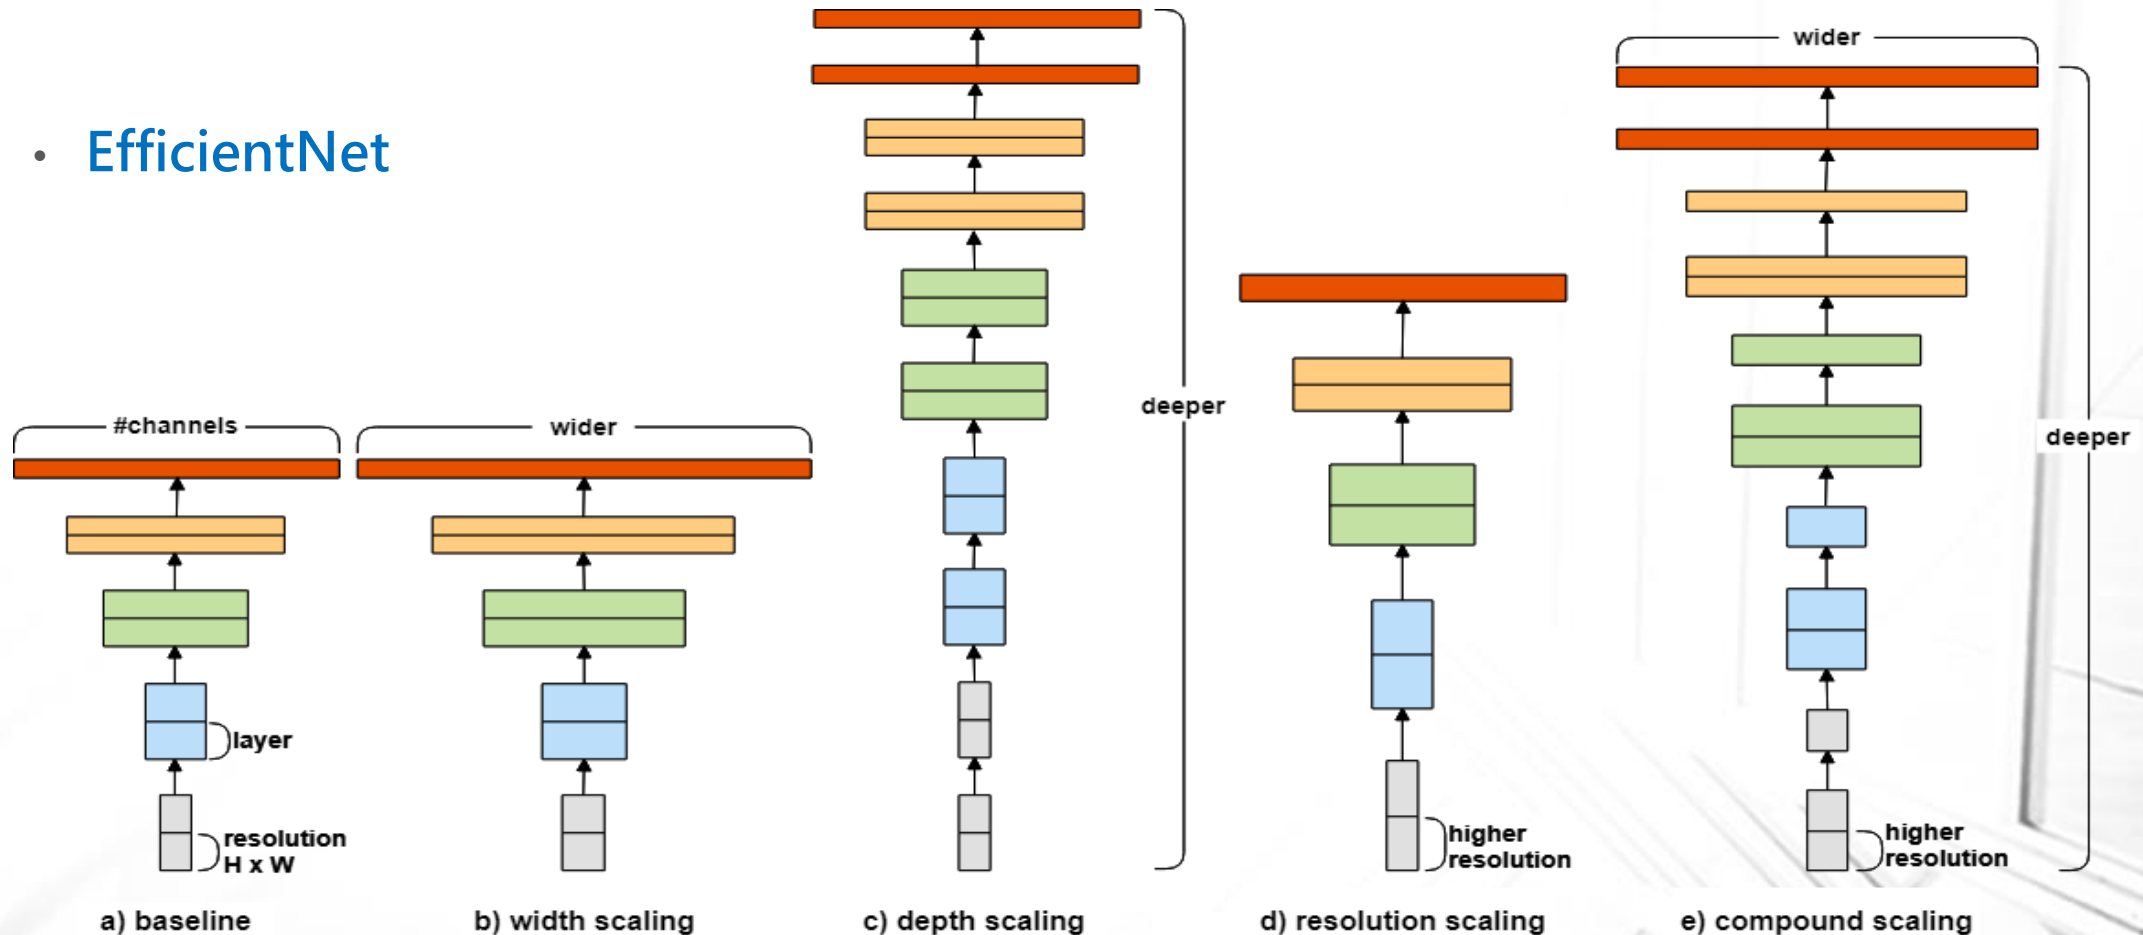 • EfficientNet
#channels
wider
deeper
wider
deeper
layer
resolution
H x W
higher
resolution
higher
resolution
a) baseline
b) width scaling
c) depth scaling
d) resolution scaling
e) compound scaling